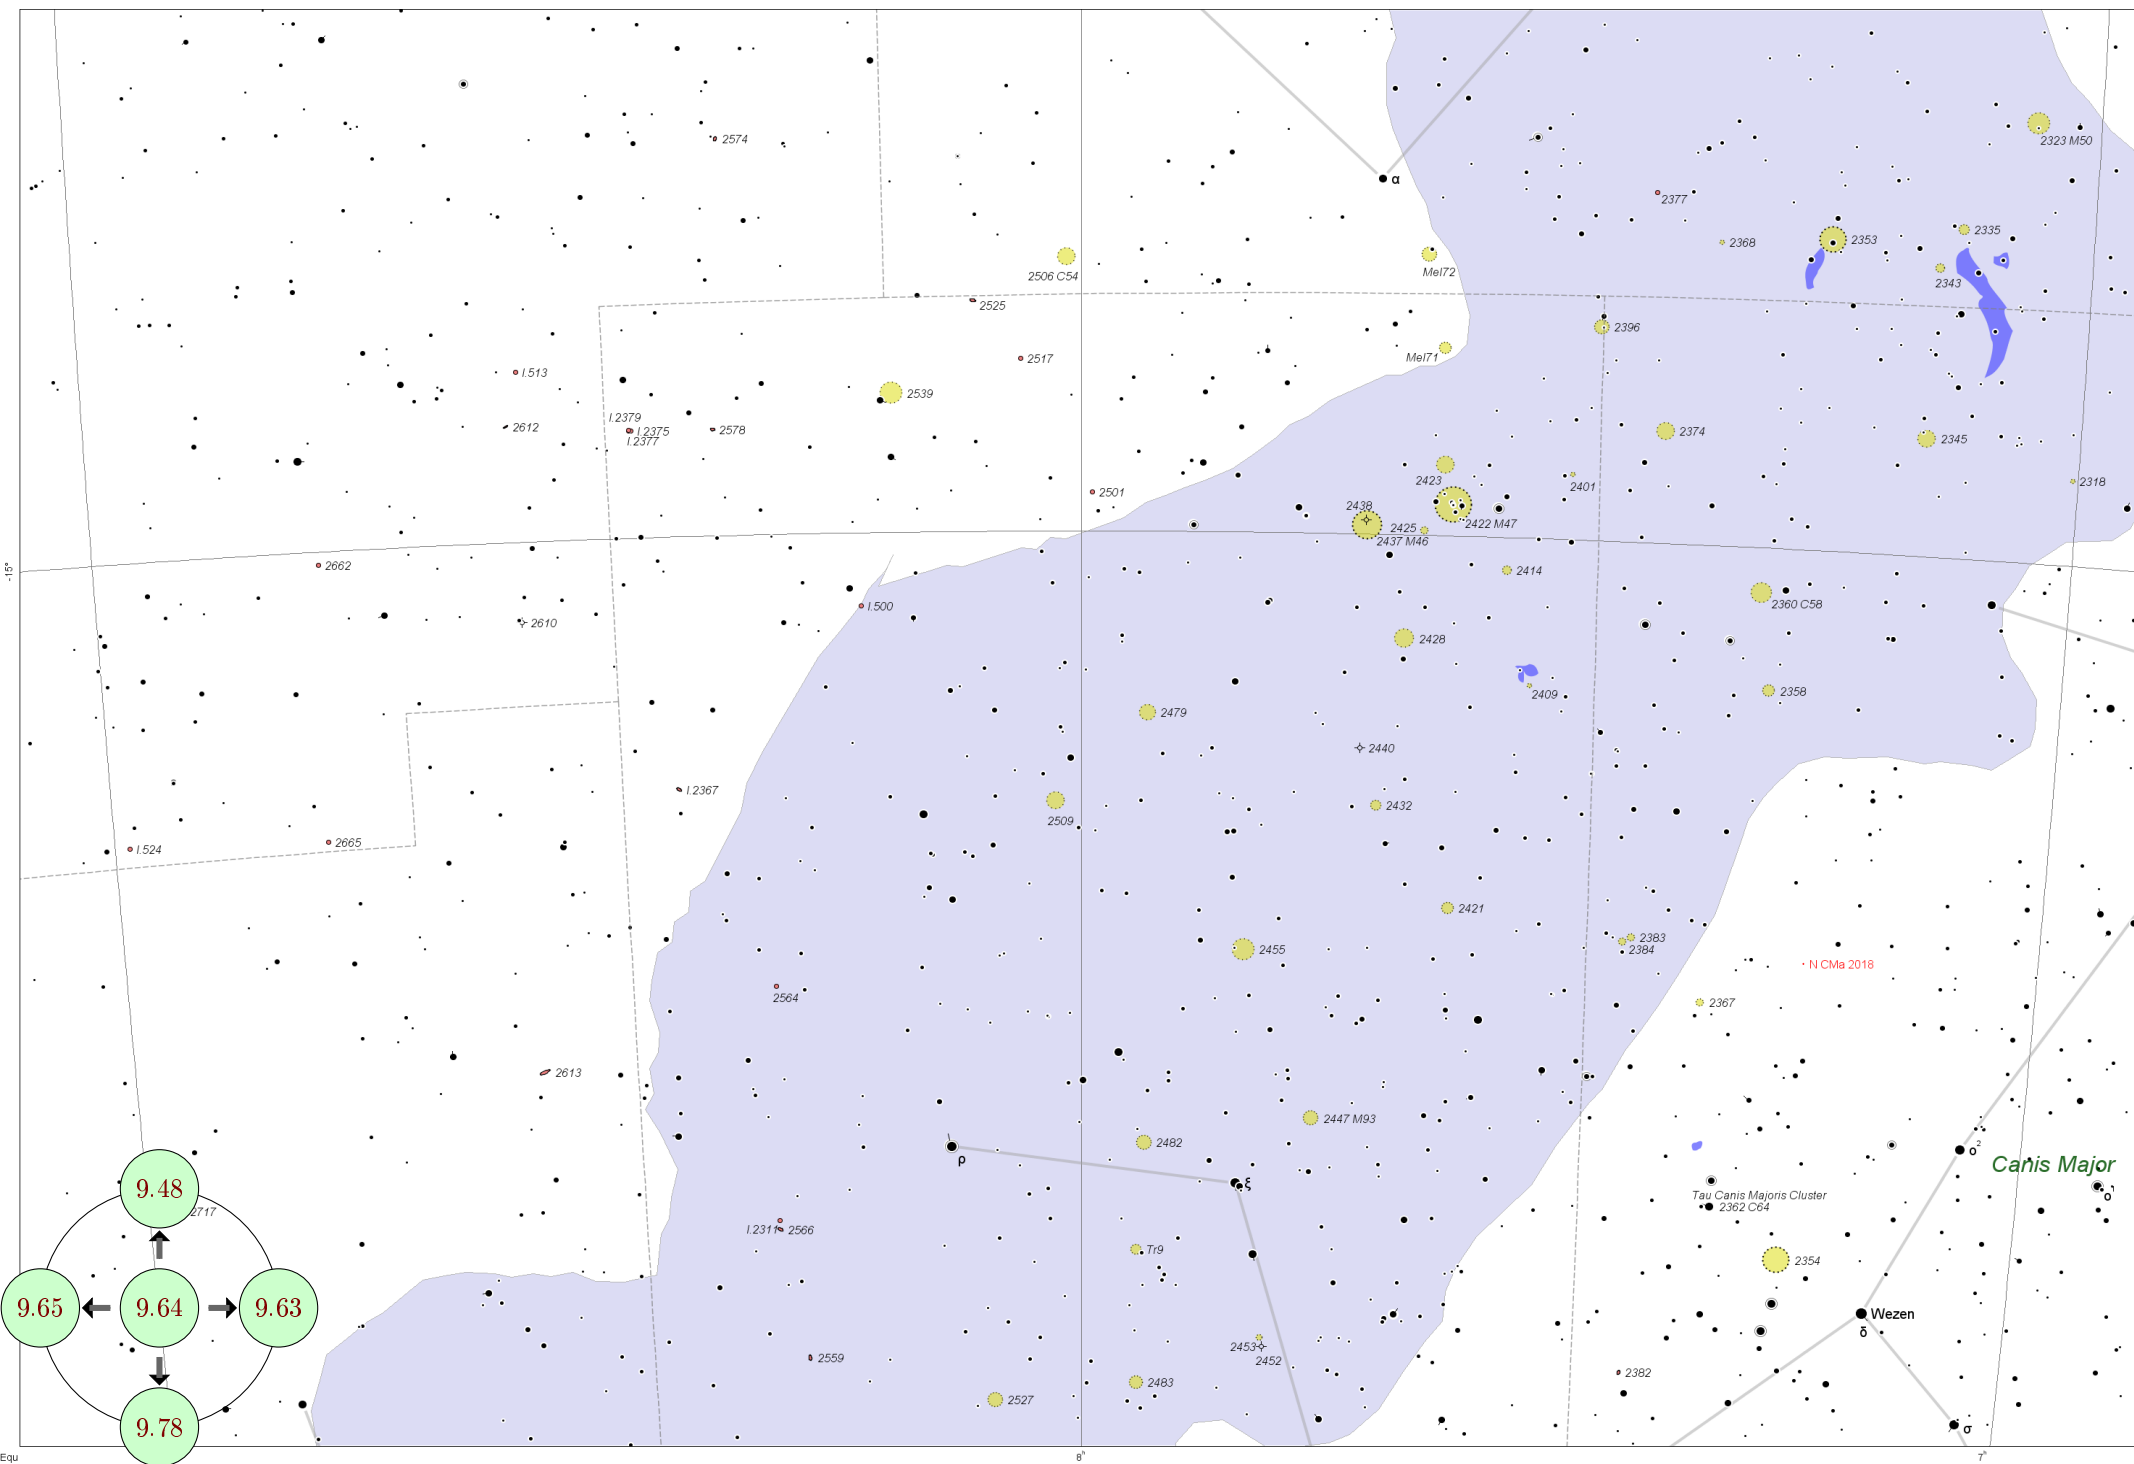 2574
2323 M50
α
2377
2353
2335
2368
2506 C54
Mel72
2343
2525
2396
2517
Mel71
I.513
2539
I.2379
I.2375
I.2377
2578
2612
2374
2345
2423
2401
2318
2501
2438
2425
2422 M47
2437 M46
-15°
2662
2414
I.500
2360 C58
2610
2428
2409
2358
2479
2440
I.2367
2432
2509
I.524
2665
2421
2455
2383
2384
N CMa 2018
2564
2367
2613
2447 M93
2482
ο²
Canis Major
ρ
ξ
ο¹
9.48
Tau Canis Majoris Cluster
2362 C64
2717
I.2311
2566
Tr9
2354
9.65
9.64
9.63
Wezen
δ
2453
2452
2559
2382
2483
2527
9.78
σ
Equ
8ʰ
7ʰ